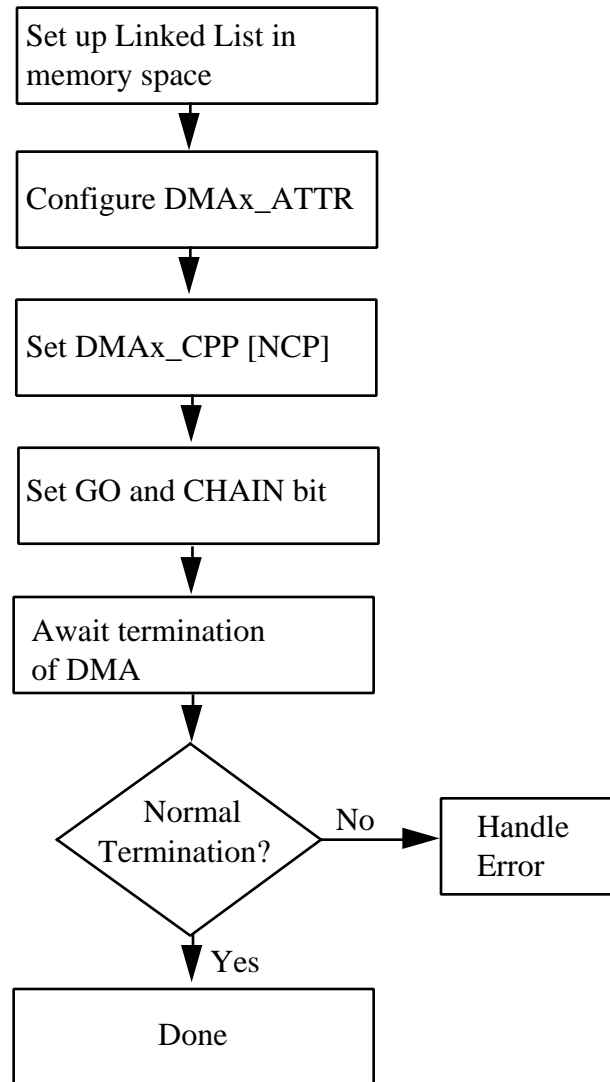 Set up Linked List in
memory space
Configure DMAx_ATTR
Set DMAx_CPP [NCP]
Set GO and CHAIN bit
Await termination
of DMA
Normal
Termination?
No
Handle
Error
Yes
Done